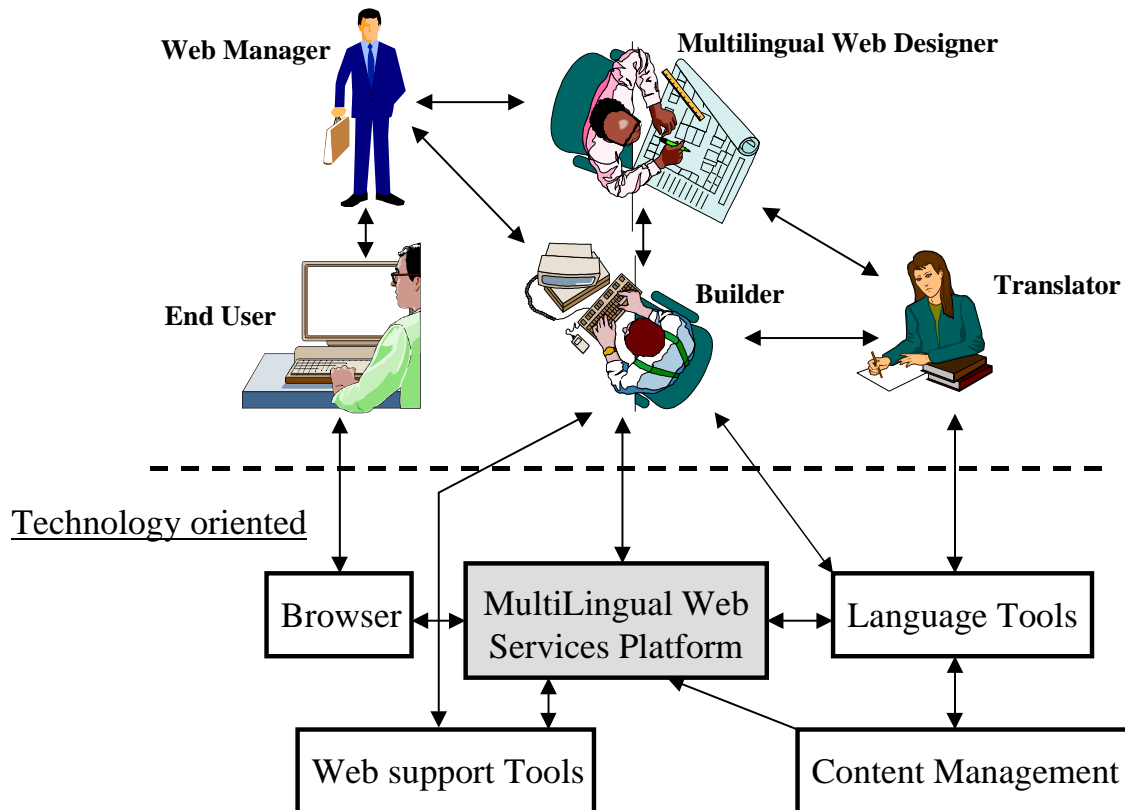 Web Manager
Multilingual Web Designer
End User
Builder
Translator
Technology oriented
Browser
MultiLingual Web
Services Platform
Language Tools
Web support Tools
Content Management